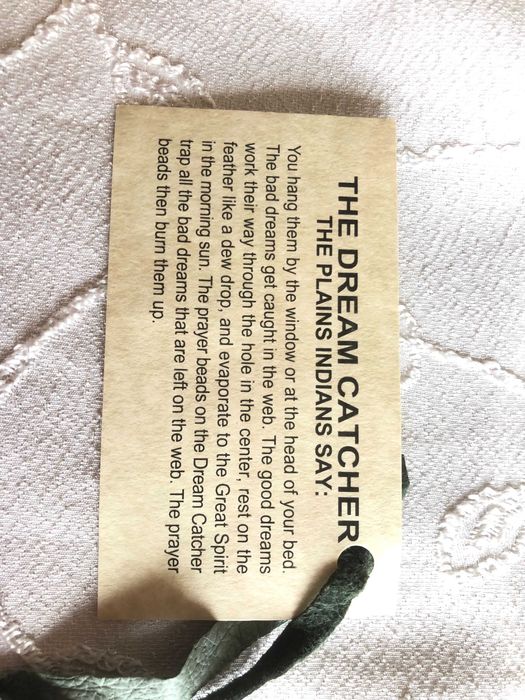 THE DREAM CATCHER
THE PLAINS INDIANS SAY:
You hang them by the window or at the head of your bed.
The bad dreams get caught in the web. The good dreams
work their way through the hole in the center, rest on the
feather like a dew drop, and evaporate to the Great Spirit
in the morning sun. The prayer beads on the Dream Catcher
trap all the bad dreams that are left on the web. The prayer
beads then burn them up.